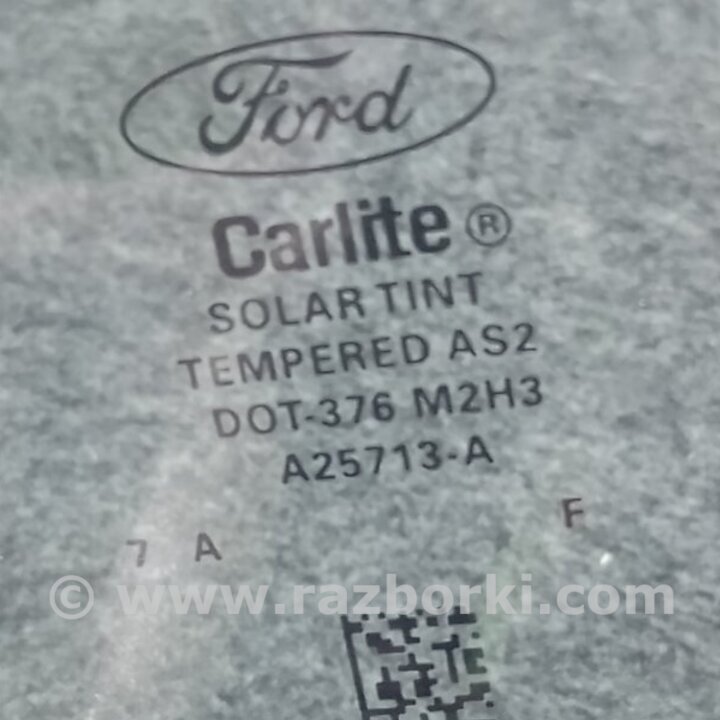 Ford
Carlite®
SOLAR TINT
TEMPERED AS2
DOT-376 M2H3
A25713-A
7 A F
© www.razborki.com